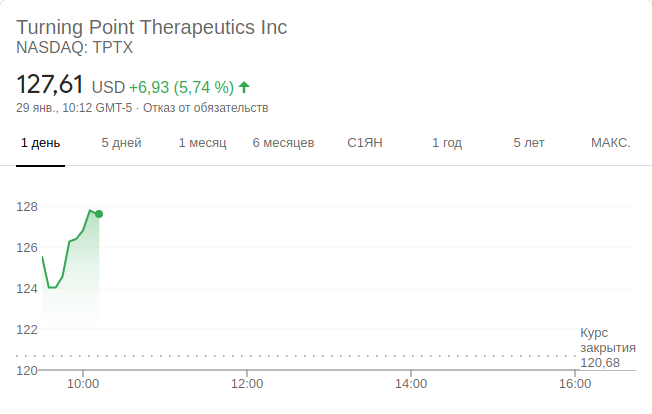 Turning Point Therapeutics Inc
NASDAQ: TPTX
127,61 USD +6,93 (5,74 %)
29 янв., 10:12 GMT-5 · Отказ от обязательств
1 день 5 дней 1 месяц 6 месяцев С1ЯН 1 год 5 лет МАКС.
128
126
124
122
Курс
закрытия
120,68
120
10:00 12:00 14:00 16:00